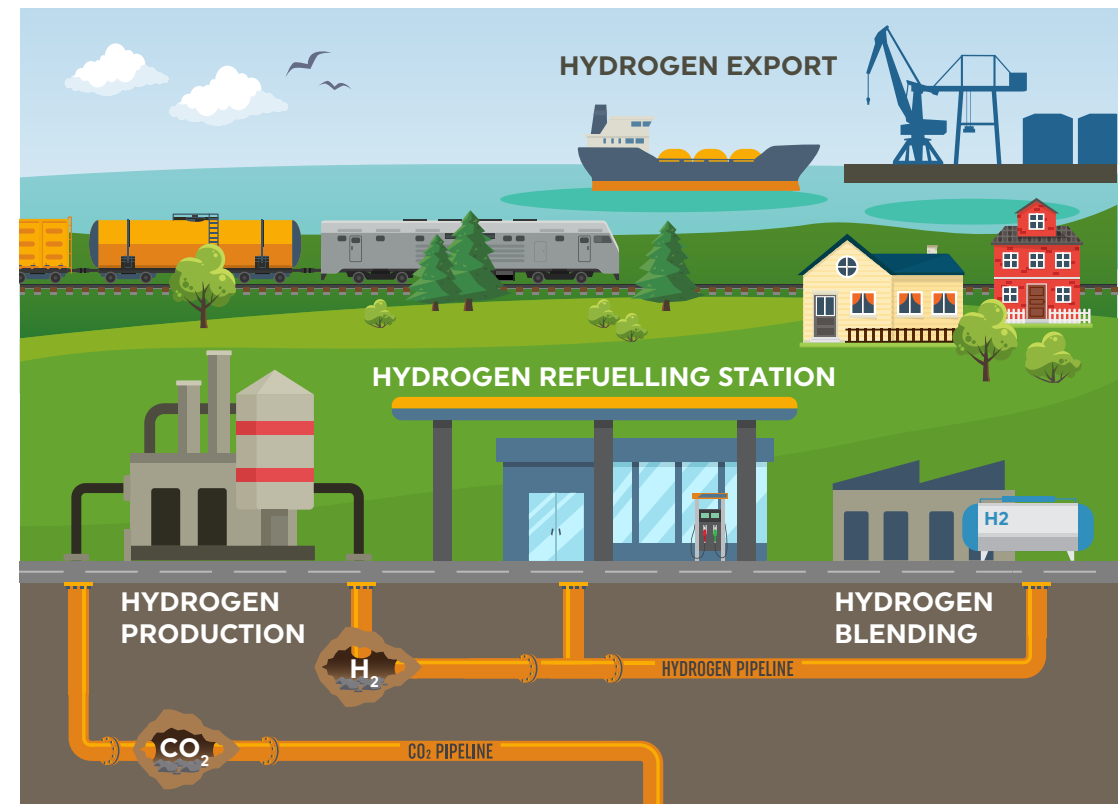 HYDROGEN EXPORT
HYDROGEN REFUELLING STATION
H2
HYDROGEN
PRODUCTION
HYDROGEN
BLENDING
H₂
HYDROGEN PIPELINE
CO₂
CO₂ PIPELINE